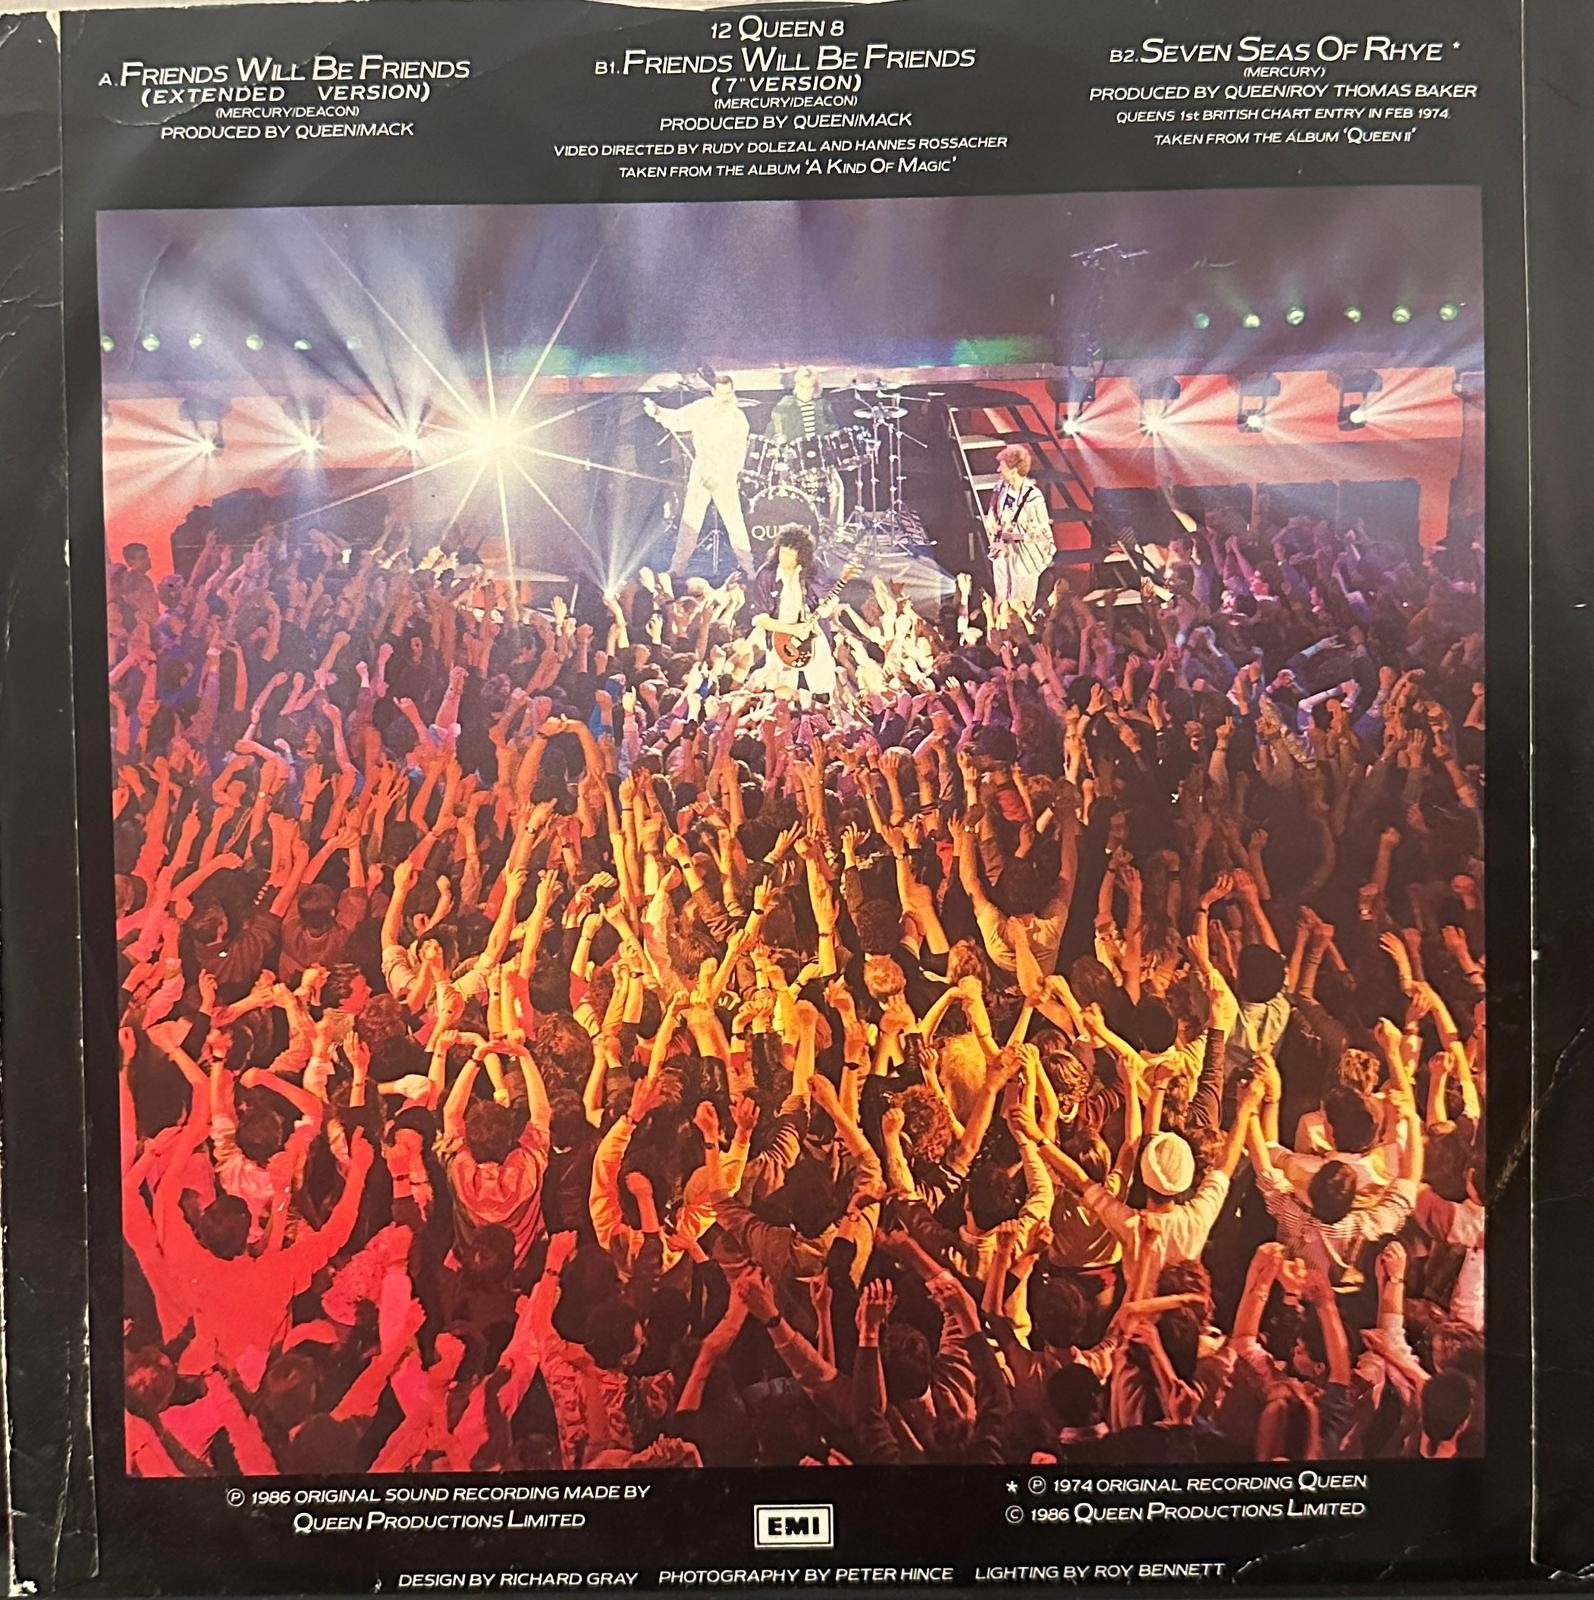 12 QUEEN 8
A. FRIENDS WILL BE FRIENDS
(EXTENDED VERSION)
(MERCURY/DEACON)
PRODUCED BY QUEEN/MACK
B1. FRIENDS WILL BE FRIENDS
(7" VERSION)
(MERCURY/DEACON)
PRODUCED BY QUEEN/MACK
VIDEO DIRECTED BY RUDY DOLEZAL AND HANNES ROSSACHER
TAKEN FROM THE ALBUM 'A KIND OF MAGIC'
B2. SEVEN SEAS OF RHYE *
(MERCURY)
PRODUCED BY QUEEN/ROY THOMAS BAKER
QUEENS 1st BRITISH CHART ENTRY IN FEB 1974.
TAKEN FROM THE ALBUM 'QUEEN II'
QUEEN
℗ 1986 ORIGINAL SOUND RECORDING MADE BY
QUEEN PRODUCTIONS LIMITED
EMI
* ℗ 1974 ORIGINAL RECORDING QUEEN
© 1986 QUEEN PRODUCTIONS LIMITED
DESIGN BY RICHARD GRAY PHOTOGRAPHY BY PETER HINCE LIGHTING BY ROY BENNETT